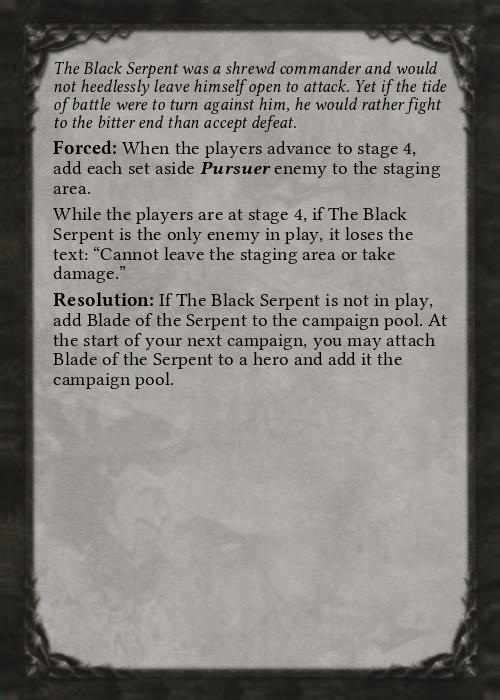 The Black Serpent was a shrewd commander and would
not heedlessly leave himself open to attack. Yet if the tide
of battle were to turn against him, he would rather fight
to the bitter end than accept defeat.
Forced: When the players advance to stage 4,
add each set aside Pursuer enemy to the staging
area.
While the players are at stage 4, if The Black
Serpent is the only enemy in play, it loses the
text: “Cannot leave the staging area or take
damage.”
Resolution: If The Black Serpent is not in play,
add Blade of the Serpent to the campaign pool. At
the start of your next campaign, you may attach
Blade of the Serpent to a hero and add it the
campaign pool.